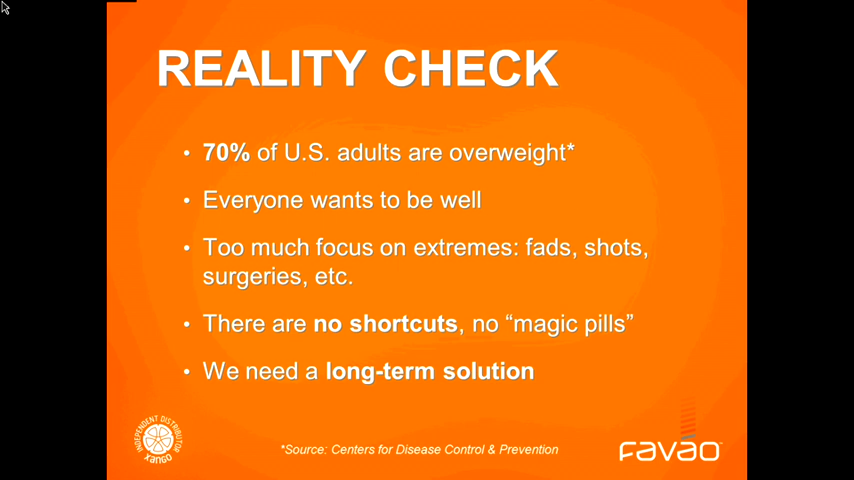 REALITY CHECK
• 70% of U.S. adults are overweight*
• Everyone wants to be well
• Too much focus on extremes: fads, shots,
surgeries, etc.
• There are no shortcuts, no “magic pills”
• We need a long-term solution
INDEPENDENT DISTRIBUTOR
XANGO
*Source: Centers for Disease Control & Prevention
FAVAO™